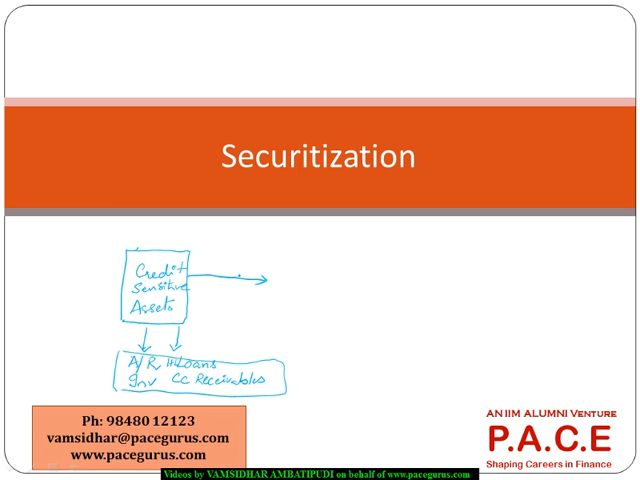 Securitization
Credit
Sensitive
Assets
A/R, Loans
Inv CC Receivables
Ph: 98480 12123
vamsidhar@pacegurus.com
www.pacegurus.com
AN IIM ALUMNI VENTURE
P.A.C.E
Shaping Careers in Finance
Videos by VAMSIDHAR AMBATIPUDI on behalf of www.pacegurus.com